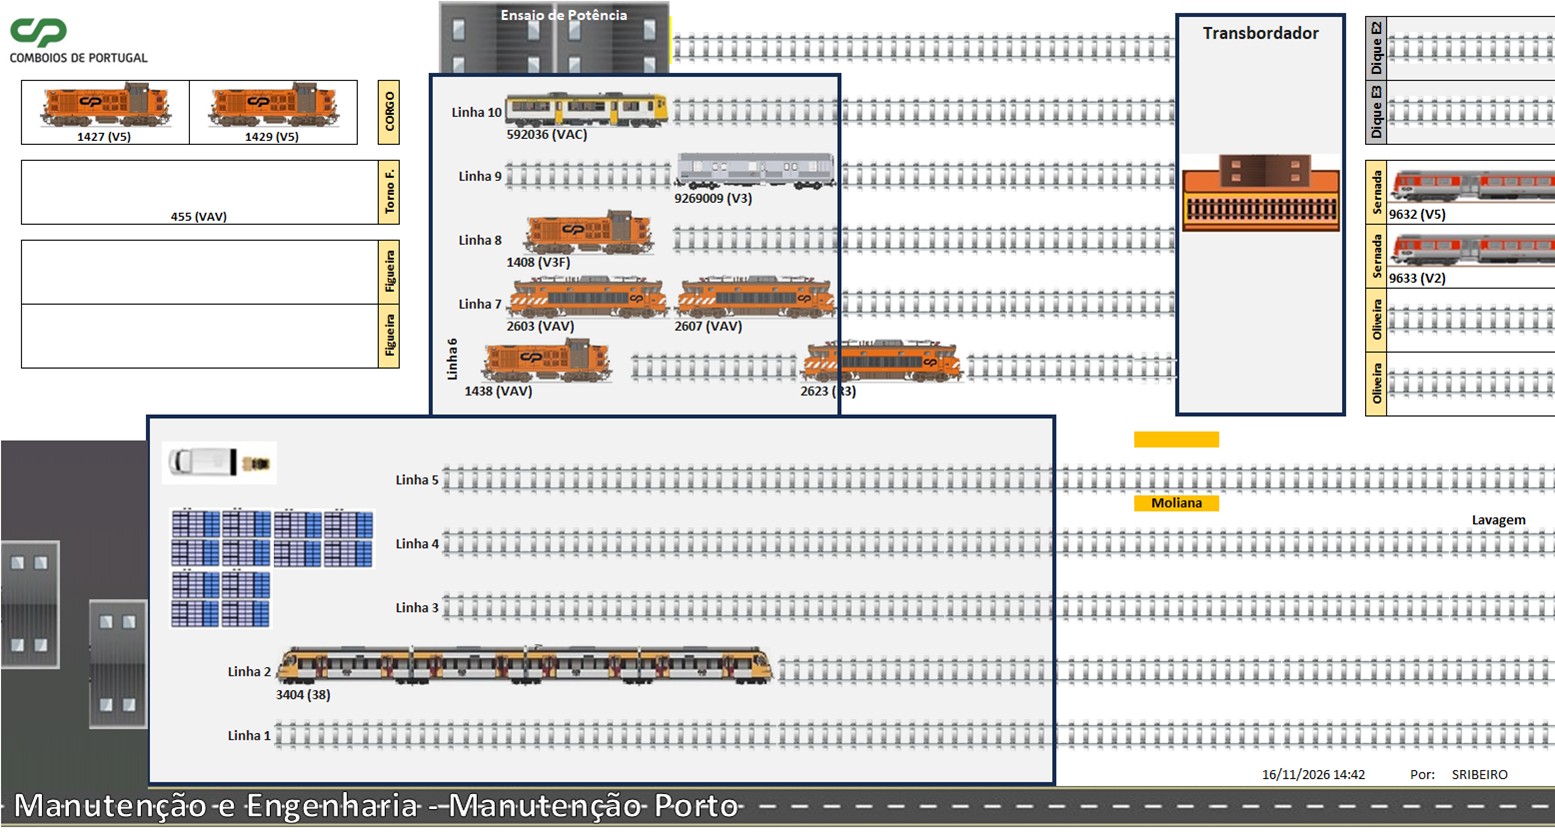 CP
COMBOIOS DE PORTUGAL
1427 (V5)
1429 (V5)
CORGO
455 (VAV)
Torno F.
Figueira
Figueira
Ensaio de Potência
Linha 10
592036 (VAC)
Linha 9
9269009 (V3)
Linha 8
1408 (V3F)
Linha 7
2603 (VAV)
2607 (VAV)
Linha 6
1438 (VAV)
2623 (R3)
Transbordador
Dique E2
Dique E3
Sernada
9632 (V5)
Sernada
9633 (V2)
Oliveira
Oliveira
Linha 5
Moliana
Lavagem
Linha 4
Linha 3
Linha 2
3404 (38)
Linha 1
16/11/2026 14:42 Por: SRIBEIRO
Manutenção e Engenharia - Manutenção Porto